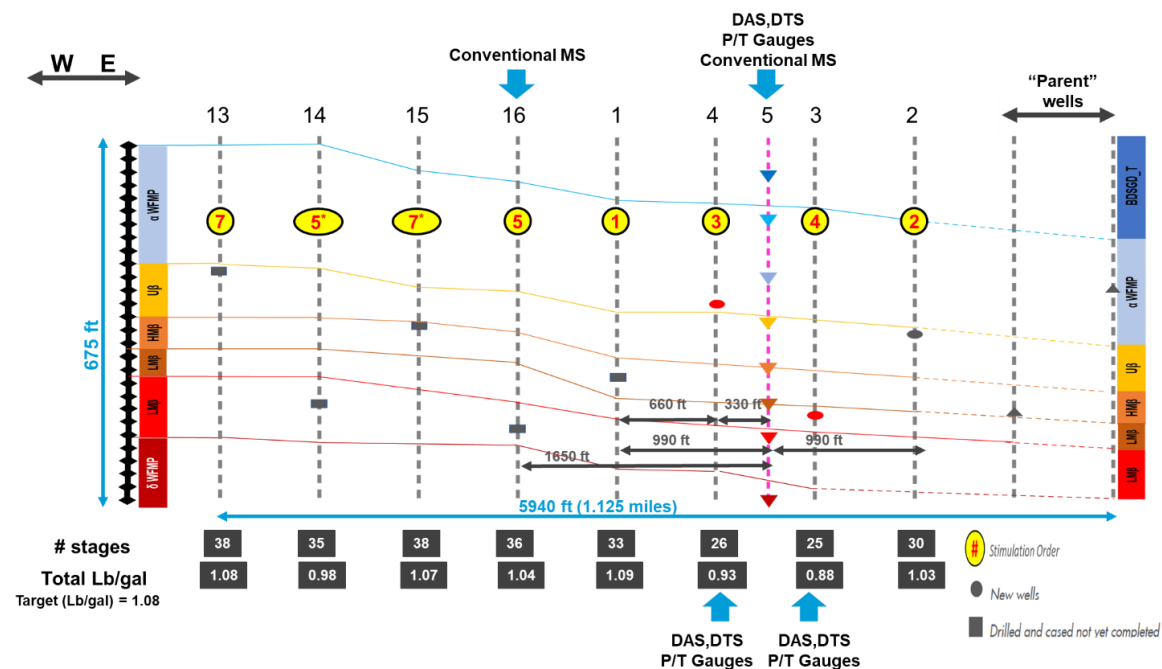 DAS,DTS
P/T Gauges
Conventional MS
Conventional MS
W E
"Parent"
wells
13 14 15 16 1 4 5 3 2
α WFMP
Uβ
HMβ
LMβ
LMβ
δ WFMP
675 ft
7 5* 7* 5 1 3 4 2
BDSGD_T
α WFMP
Uβ
HMβ
LMβ
LMβ
660 ft 330 ft
990 ft 990 ft
1650 ft
5940 ft (1.125 miles)
# stages 38 35 38 36 33 26 25 30
Total Lb/gal 1.08 0.98 1.07 1.04 1.09 0.93 0.88 1.03
Target (Lb/gal) = 1.08
# Stimulation Order
New wells
Drilled and cased not yet completed
DAS,DTS
P/T Gauges
DAS,DTS
P/T Gauges